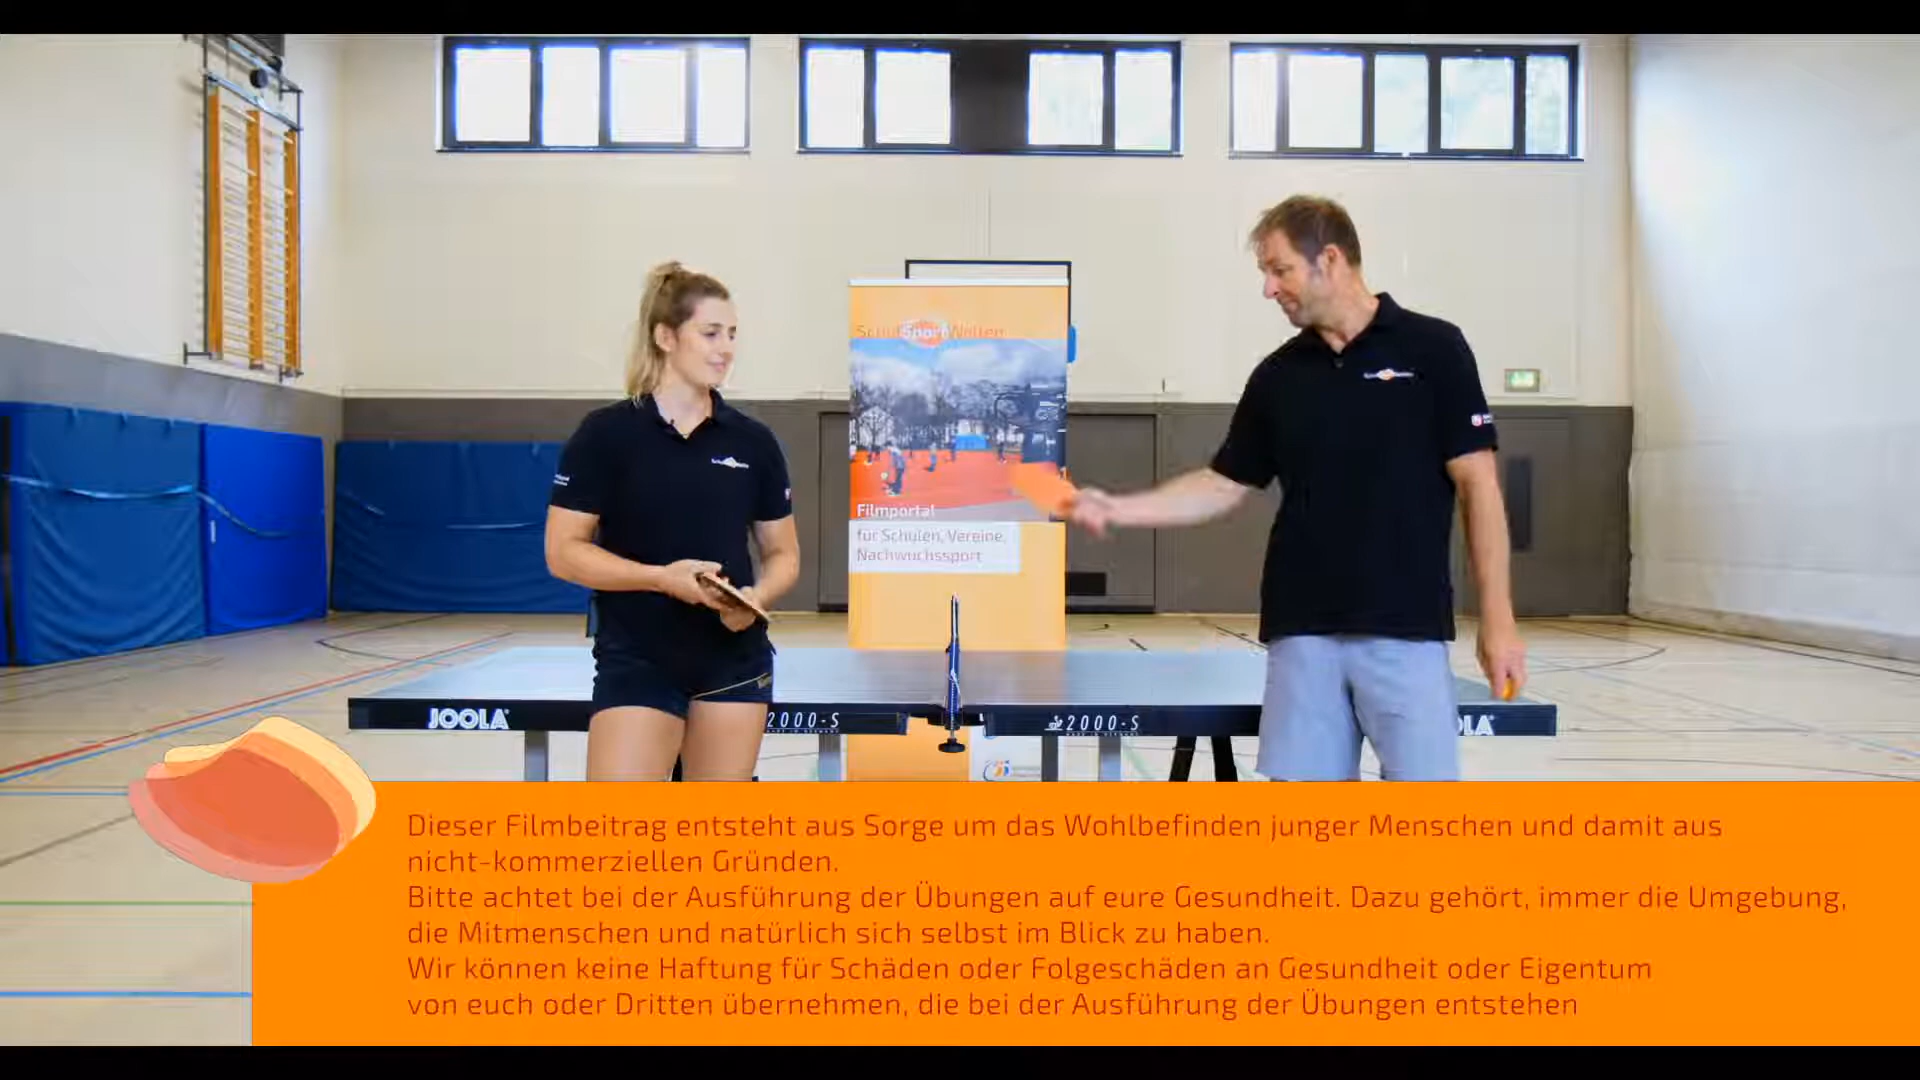 SchulSportWelten
Filmportal
für Schulen, Vereine,
Nachwuchssport
JOOLA
2000-S
2000-S
MADE IN GERMANY
Dieser Filmbeitrag entsteht aus Sorge um das Wohlbefinden junger Menschen und damit aus
nicht-kommerziellen Gründen.
Bitte achtet bei der Ausführung der Übungen auf eure Gesundheit. Dazu gehört, immer die Umgebung,
die Mitmenschen und natürlich sich selbst im Blick zu haben.
Wir können keine Haftung für Schäden oder Folgeschäden an Gesundheit oder Eigentum
von euch oder Dritten übernehmen, die bei der Ausführung der Übungen entstehen